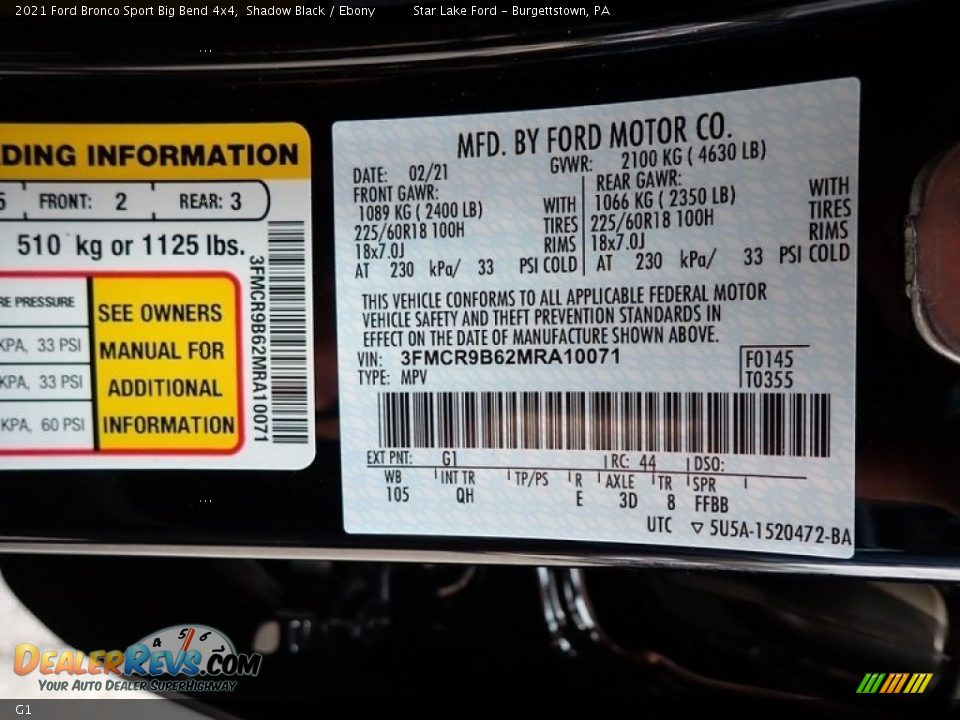 2021 Ford Bronco Sport Big Bend 4x4, Shadow Black / Ebony Star Lake Ford - Burgettstown, PA
DING INFORMATION
5 FRONT: 2 REAR: 3
510 kg or 1125 lbs.
RE PRESSURE
KPA, 33 PSI
KPA, 33 PSI
KPA, 60 PSI
SEE OWNERS
MANUAL FOR
ADDITIONAL
INFORMATION
3FMCR9B62MRA10071
MFD. BY FORD MOTOR CO.
DATE: 02/21 GVWR: 2100 KG ( 4630 LB)
FRONT GAWR: REAR GAWR:
1089 KG ( 2400 LB) WITH 1066 KG ( 2350 LB) WITH
225/60R18 100H TIRES 225/60R18 100H TIRES
18x7.0J RIMS 18x7.0J RIMS
AT 230 kPa/ 33 PSI COLD AT 230 kPa/ 33 PSI COLD
THIS VEHICLE CONFORMS TO ALL APPLICABLE FEDERAL MOTOR
VEHICLE SAFETY AND THEFT PREVENTION STANDARDS IN
EFFECT ON THE DATE OF MANUFACTURE SHOWN ABOVE.
VIN: 3FMCR9B62MRA10071 F0145
TYPE: MPV T0355
EXT PNT: G1 RC: 44 DSO:
WB INT TR TP/PS R AXLE TR SPR
105 QH E 3D 8 FFBB
UTC ▽ 5U5A-1520472-BA
4 5 6
DEALERREVS.COM
YOUR AUTO DEALER SUPERHIGHWAY
G1